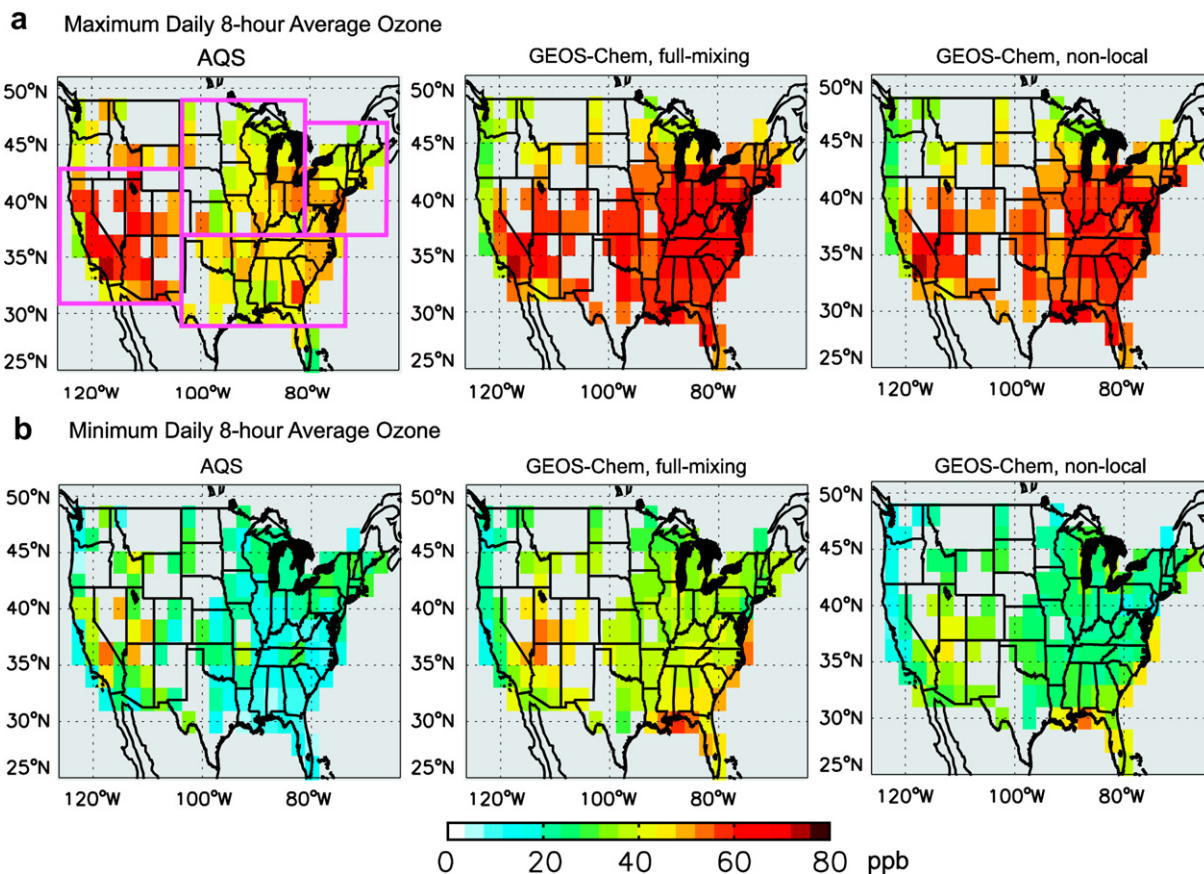 a Maximum Daily 8-hour Average Ozone
AQS
GEOS-Chem, full-mixing
GEOS-Chem, non-local
50°N
45°N
40°N
35°N
30°N
25°N
120°W 100°W 80°W
50°N
45°N
40°N
35°N
30°N
25°N
120°W 100°W 80°W
50°N
45°N
40°N
35°N
30°N
25°N
120°W 100°W 80°W
b Minimum Daily 8-hour Average Ozone
AQS
GEOS-Chem, full-mixing
GEOS-Chem, non-local
50°N
45°N
40°N
35°N
30°N
25°N
120°W 100°W 80°W
50°N
45°N
40°N
35°N
30°N
25°N
120°W 100°W 80°W
50°N
45°N
40°N
35°N
30°N
25°N
120°W 100°W 80°W
0 20 40 60 80 ppb